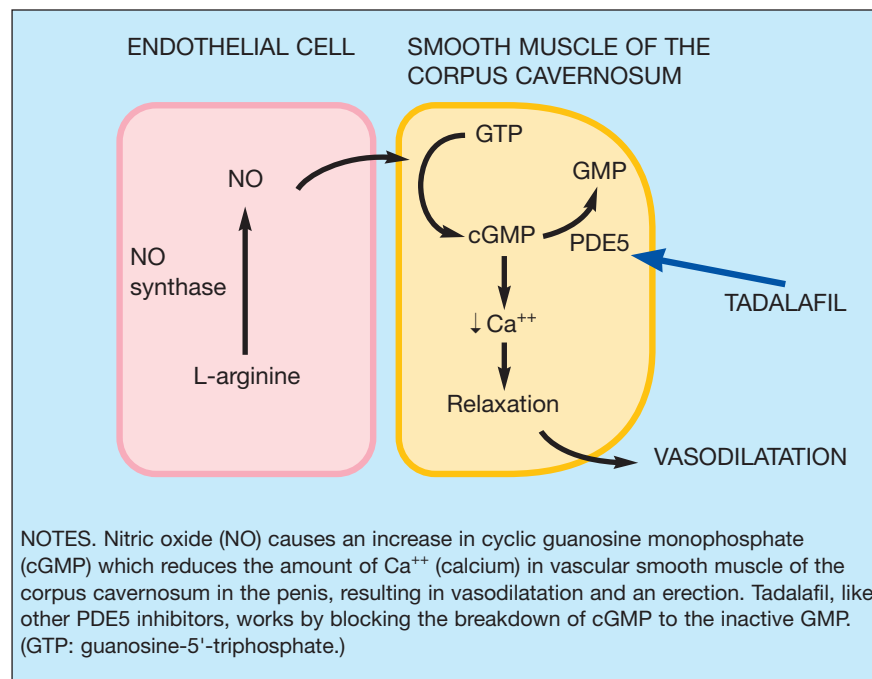 ENDOTHELIAL CELL
SMOOTH MUSCLE OF THE
CORPUS CAVERNOSUM
GTP
GMP
NO
cGMP
PDE5
NO
synthase
TADALAFIL
↓ Ca++
L-arginine
Relaxation
VASODILATATION
NOTES. Nitric oxide (NO) causes an increase in cyclic guanosine monophosphate
(cGMP) which reduces the amount of Ca++ (calcium) in vascular smooth muscle of the
corpus cavernosum in the penis, resulting in vasodilatation and an erection. Tadalafil, like
other PDE5 inhibitors, works by blocking the breakdown of cGMP to the inactive GMP.
(GTP: guanosine-5'-triphosphate.)